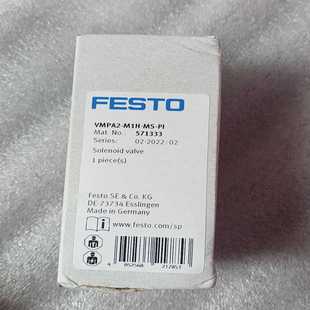 FESTO
VMPA2-M1H-MS-PI
Mat. No. 571333
Series: 02-2022/02
Solenoid valve
1 piece(s)
Festo SE & Co. KG
DE-73734 Esslingen
Made in Germany
www.festo.com/sp